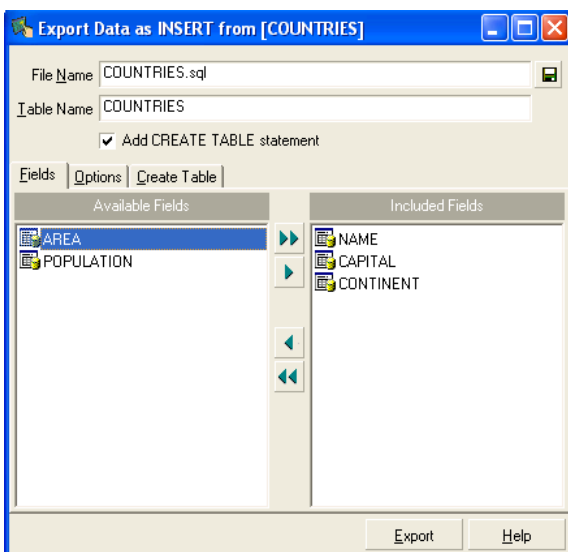 Export Data as INSERT from [COUNTRIES]
File Name COUNTRIES.sql
Table Name COUNTRIES
Add CREATE TABLE statement
Fields Options Create Table
Available Fields Included Fields
AREA NAME
POPULATION CAPITAL
CONTINENT
Export Help